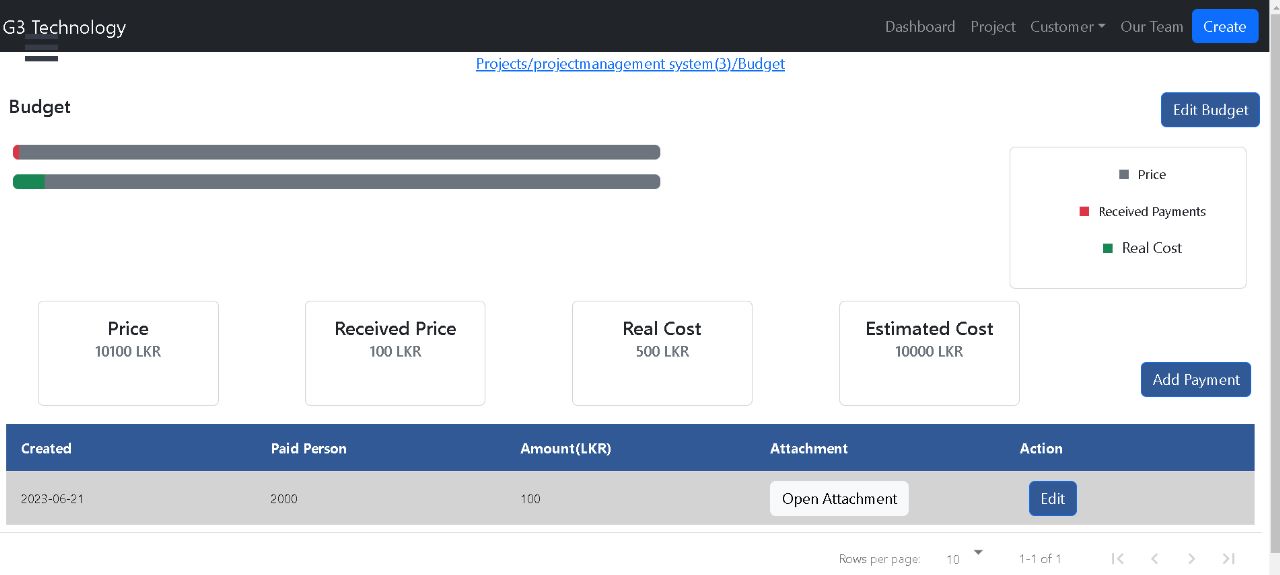 G3 Technology
Dashboard Project Customer Our Team Create
Projects/projectmanagement system(3)/Budget
Budget
Edit Budget
Price
Received Payments
Real Cost
Price
10100 LKR
Received Price
100 LKR
Real Cost
500 LKR
Estimated Cost
10000 LKR
Add Payment
Created Paid Person Amount(LKR) Attachment Action
2023-06-21 2000 100 Open Attachment Edit
Rows per page: 10 1-1 of 1